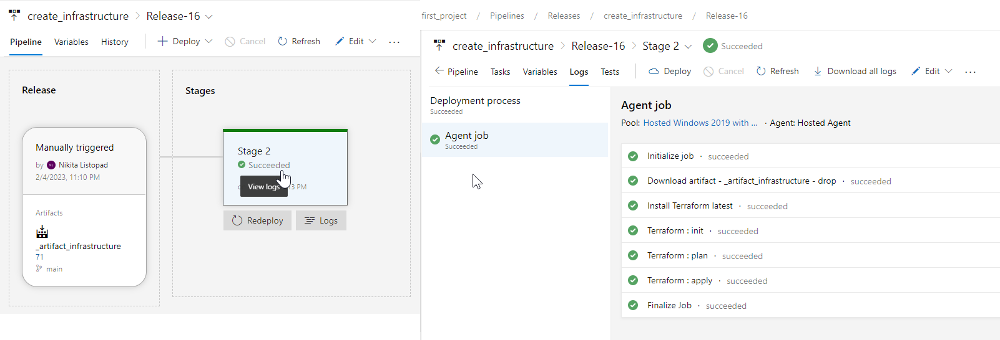 create_infrastructure > Release-16
Pipeline Variables History + Deploy Cancel Refresh Edit ...
Release
Stages
Manually triggered
by NL Nikita Listopad
2/4/2023, 11:10 PM
Artifacts
_artifact_infrastructure
71
main
Stage 2
Succeeded
View logs
13 PM
Redeploy Logs
first_project / Pipelines / Releases / create_infrastructure / Release-16
create_infrastructure > Release-16 > Stage 2 Succeeded
← Pipeline Tasks Variables Logs Tests Deploy Cancel Refresh Download all logs Edit ...
Deployment process
Succeeded
Agent job
Succeeded
Agent job
Pool: Hosted Windows 2019 with ... · Agent: Hosted Agent
Initialize job · succeeded
Download artifact - _artifact_infrastructure - drop · succeeded
Install Terraform latest · succeeded
Terraform : init · succeeded
Terraform : plan · succeeded
Terraform : apply · succeeded
Finalize Job · succeeded